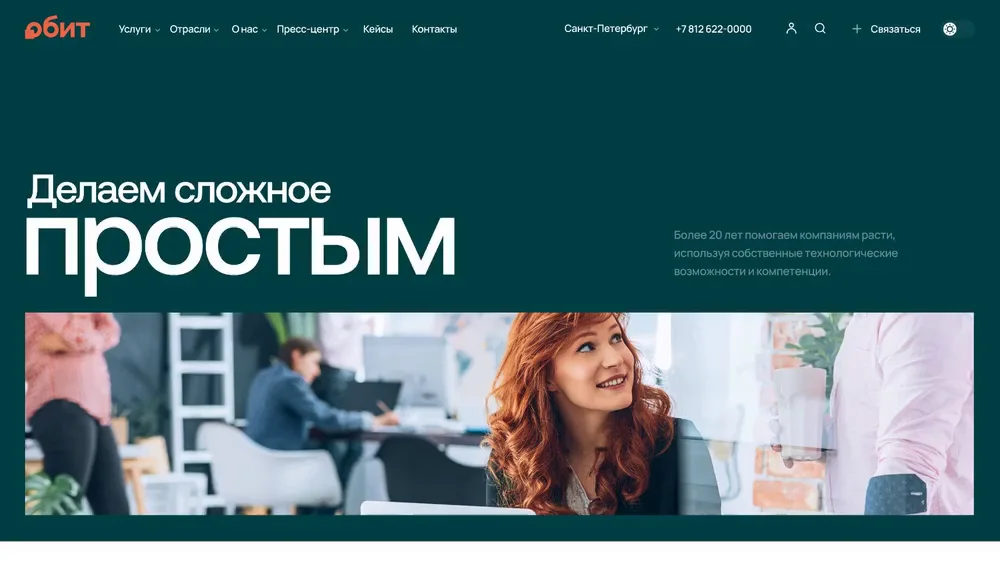 обит
Услуги Отрасли О нас Пресс-центр Кейсы Контакты Санкт-Петербург +7 812 622-0000 Связаться
Делаем сложное
простым
Более 20 лет помогаем компаниям расти,
используя собственные технологические
возможности и компетенции.